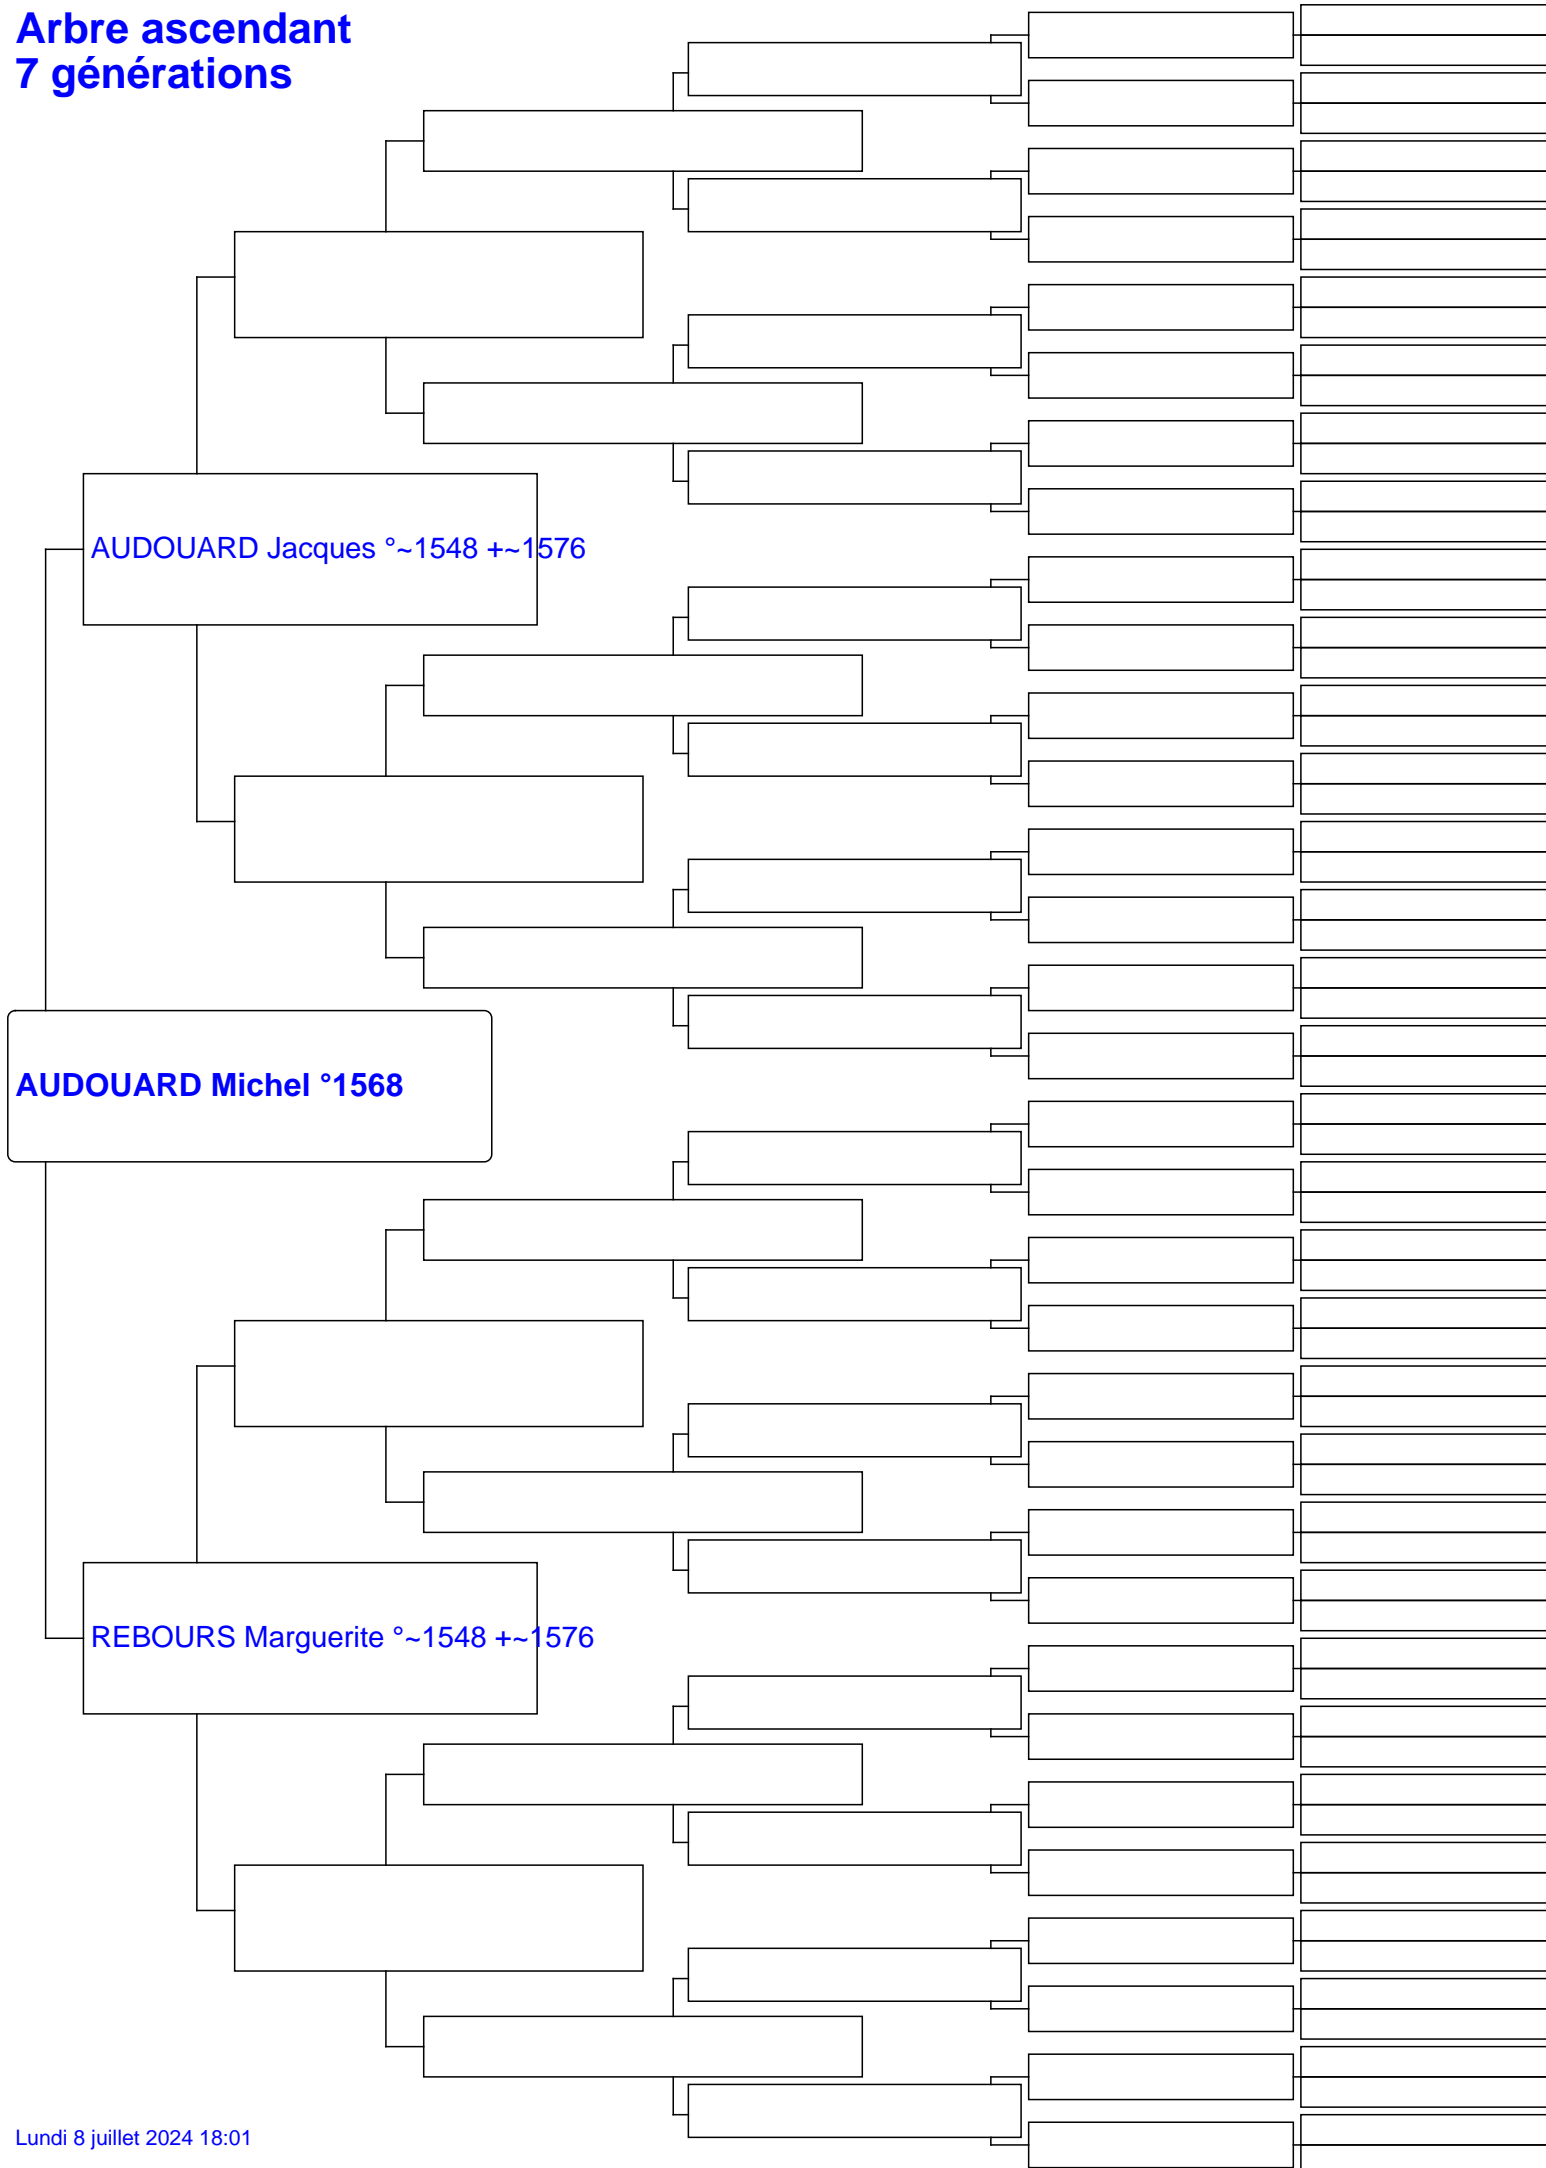 Arbre ascendant
7 générations
AUDOUARD Jacques °~1548 +~1576
AUDOUARD Michel °1568
REBOURS Marguerite °~1548 +~1576
Lundi 8 juillet 2024 18:01